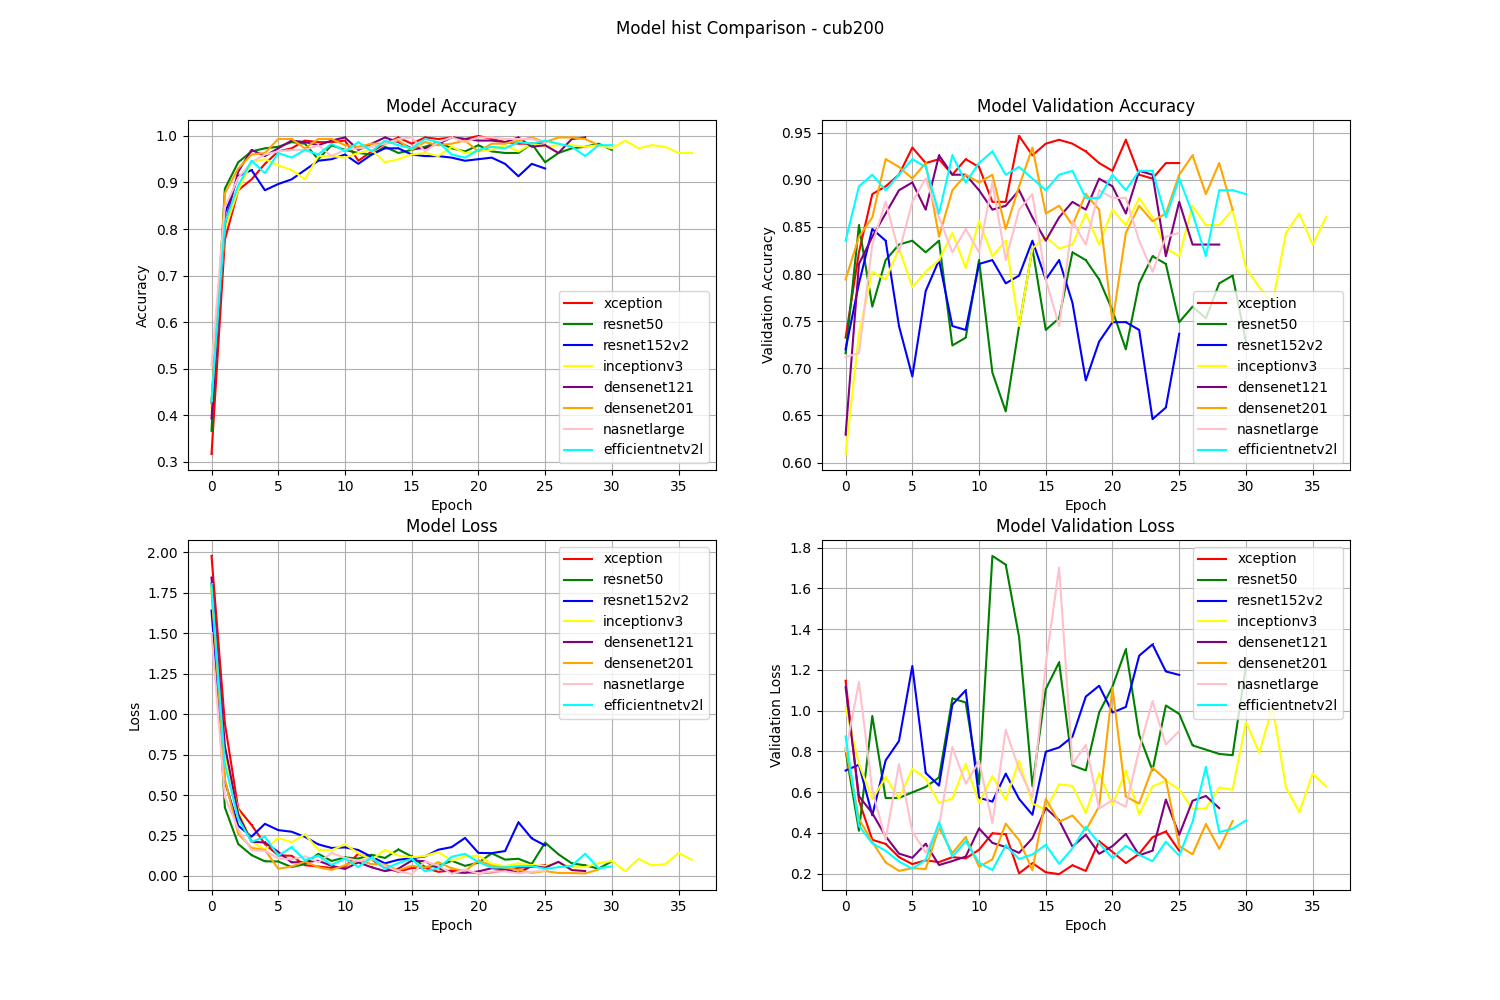 Model hist Comparison - cub200
Model Accuracy
Accuracy
1.0
0.9
0.8
0.7
0.6
0.5
0.4
0.3
xception
resnet50
resnet152v2
inceptionv3
densenet121
densenet201
nasnetlarge
efficientnetv2l
0 5 10 15 20 25 30 35
Epoch
Model Validation Accuracy
Validation Accuracy
0.95
0.90
0.85
0.80
0.75
0.70
0.65
0.60
xception
resnet50
resnet152v2
inceptionv3
densenet121
densenet201
nasnetlarge
efficientnetv2l
0 5 10 15 20 25 30 35
Epoch
Model Loss
Loss
2.00
1.75
1.50
1.25
1.00
0.75
0.50
0.25
0.00
xception
resnet50
resnet152v2
inceptionv3
densenet121
densenet201
nasnetlarge
efficientnetv2l
0 5 10 15 20 25 30 35
Epoch
Model Validation Loss
Validation Loss
1.8
1.6
1.4
1.2
1.0
0.8
0.6
0.4
0.2
xception
resnet50
resnet152v2
inceptionv3
densenet121
densenet201
nasnetlarge
efficientnetv2l
0 5 10 15 20 25 30 35
Epoch